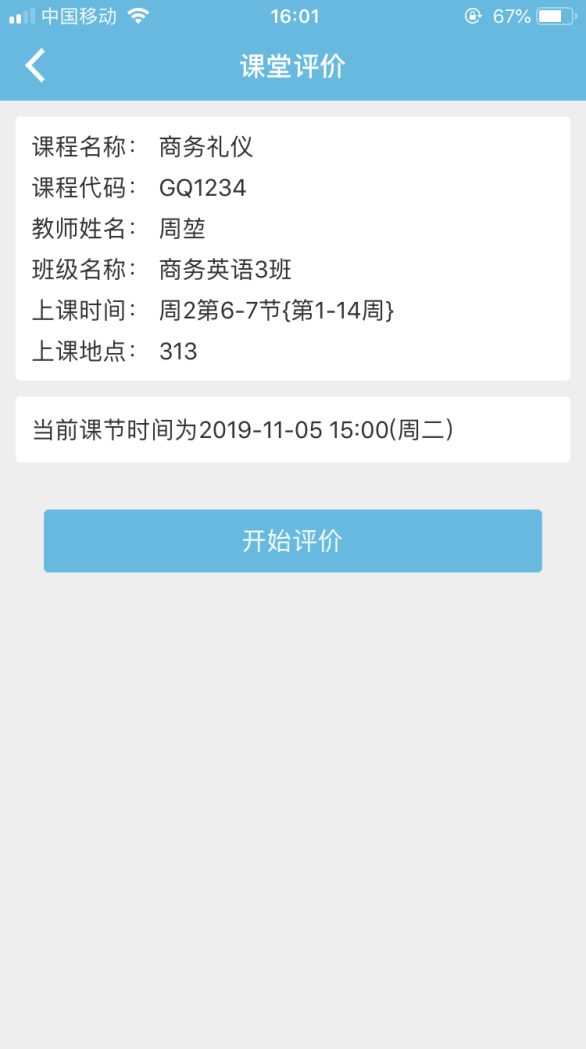 中国移动 16:01 67%
课堂评价
课程名称： 商务礼仪
课程代码： GQ1234
教师姓名： 周堃
班级名称： 商务英语3班
上课时间： 周2第6-7节{第1-14周}
上课地点： 313
当前课节时间为2019-11-05 15:00(周二)
开始评价